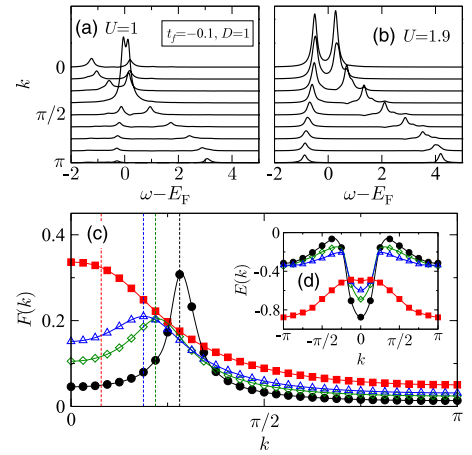 (a) U=1
t_f=−0.1, D=1
(b) U=1.9
k
0
π/2
π
-2 0 2 4
ω−E_F
-2 0 2 4
ω−E_F
(c)
F(k)
0.4
0.2
0
0 π/2 π
k
(d)
E(k)
0
-0.4
-0.8
-π -π/2 0 π/2 π
k